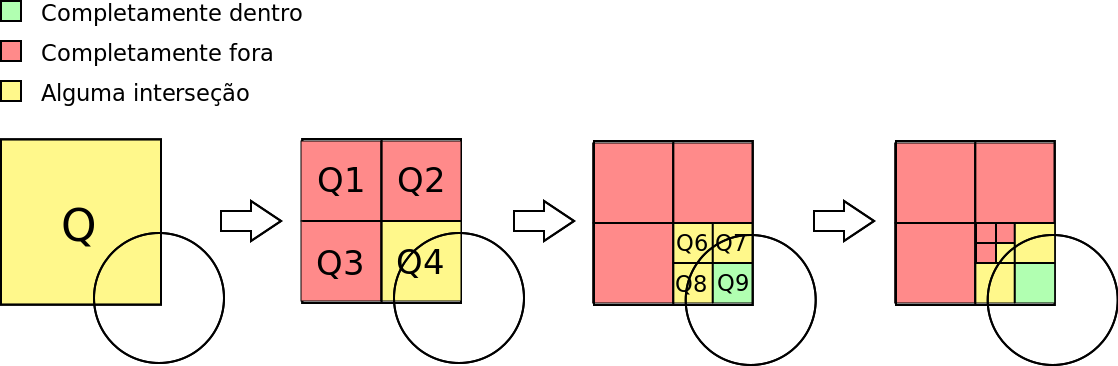 Completamente dentro
Completamente fora
Alguma interseção
Q
Q1 Q2
Q3 Q4
Q6 Q7
Q8 Q9